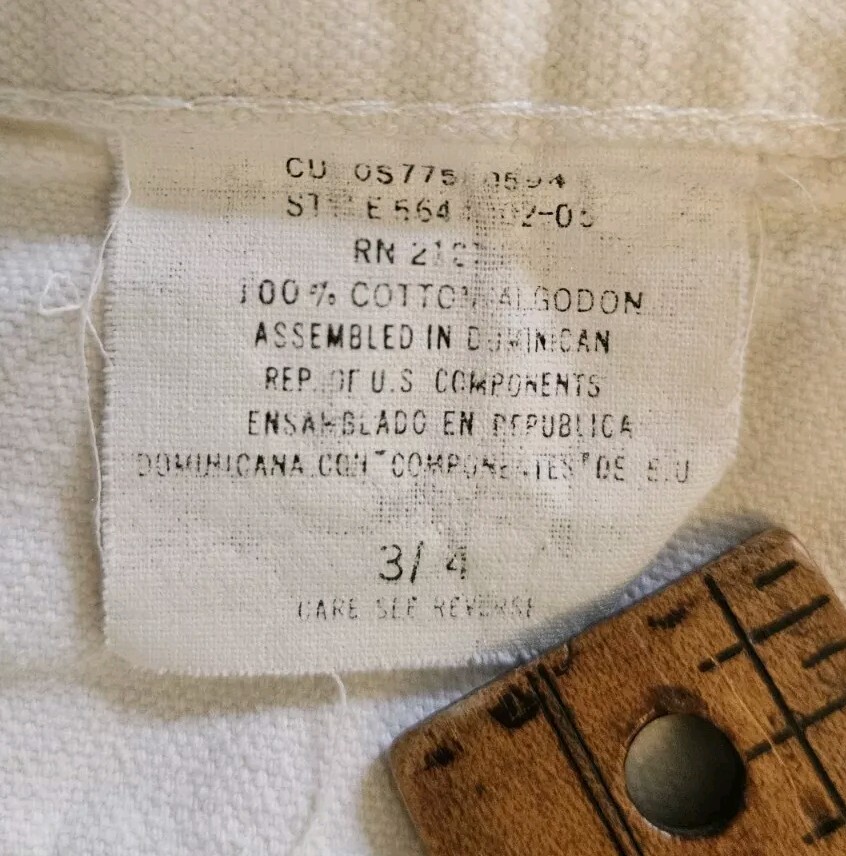 CU
RN
100% COTTON ALGODON
ASSEMBLED IN DOMINICAN
REP. OF U.S. COMPONENTS
ENSAMBLADO EN REPUBLICA
DOMINICANA CON "COMPONENTES" DE E.U
3/4
CARE SEE REVERSE